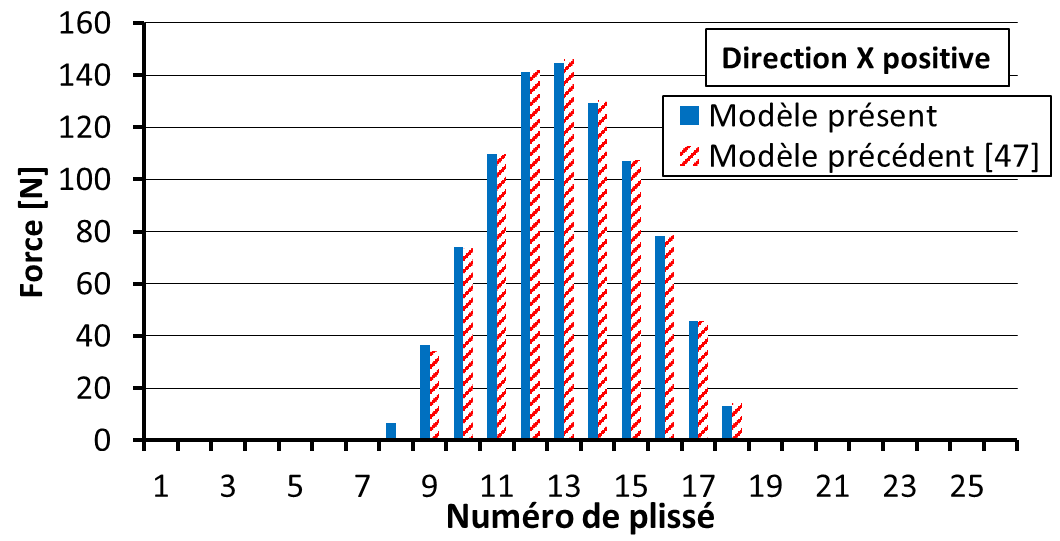 160
140
120
100
80
60
40
20
0
Force [N]
Direction X positive
Modèle présent
Modèle précédent [47]
1 3 5 7 9 11 13 15 17 19 21 23 25
Numéro de plissé